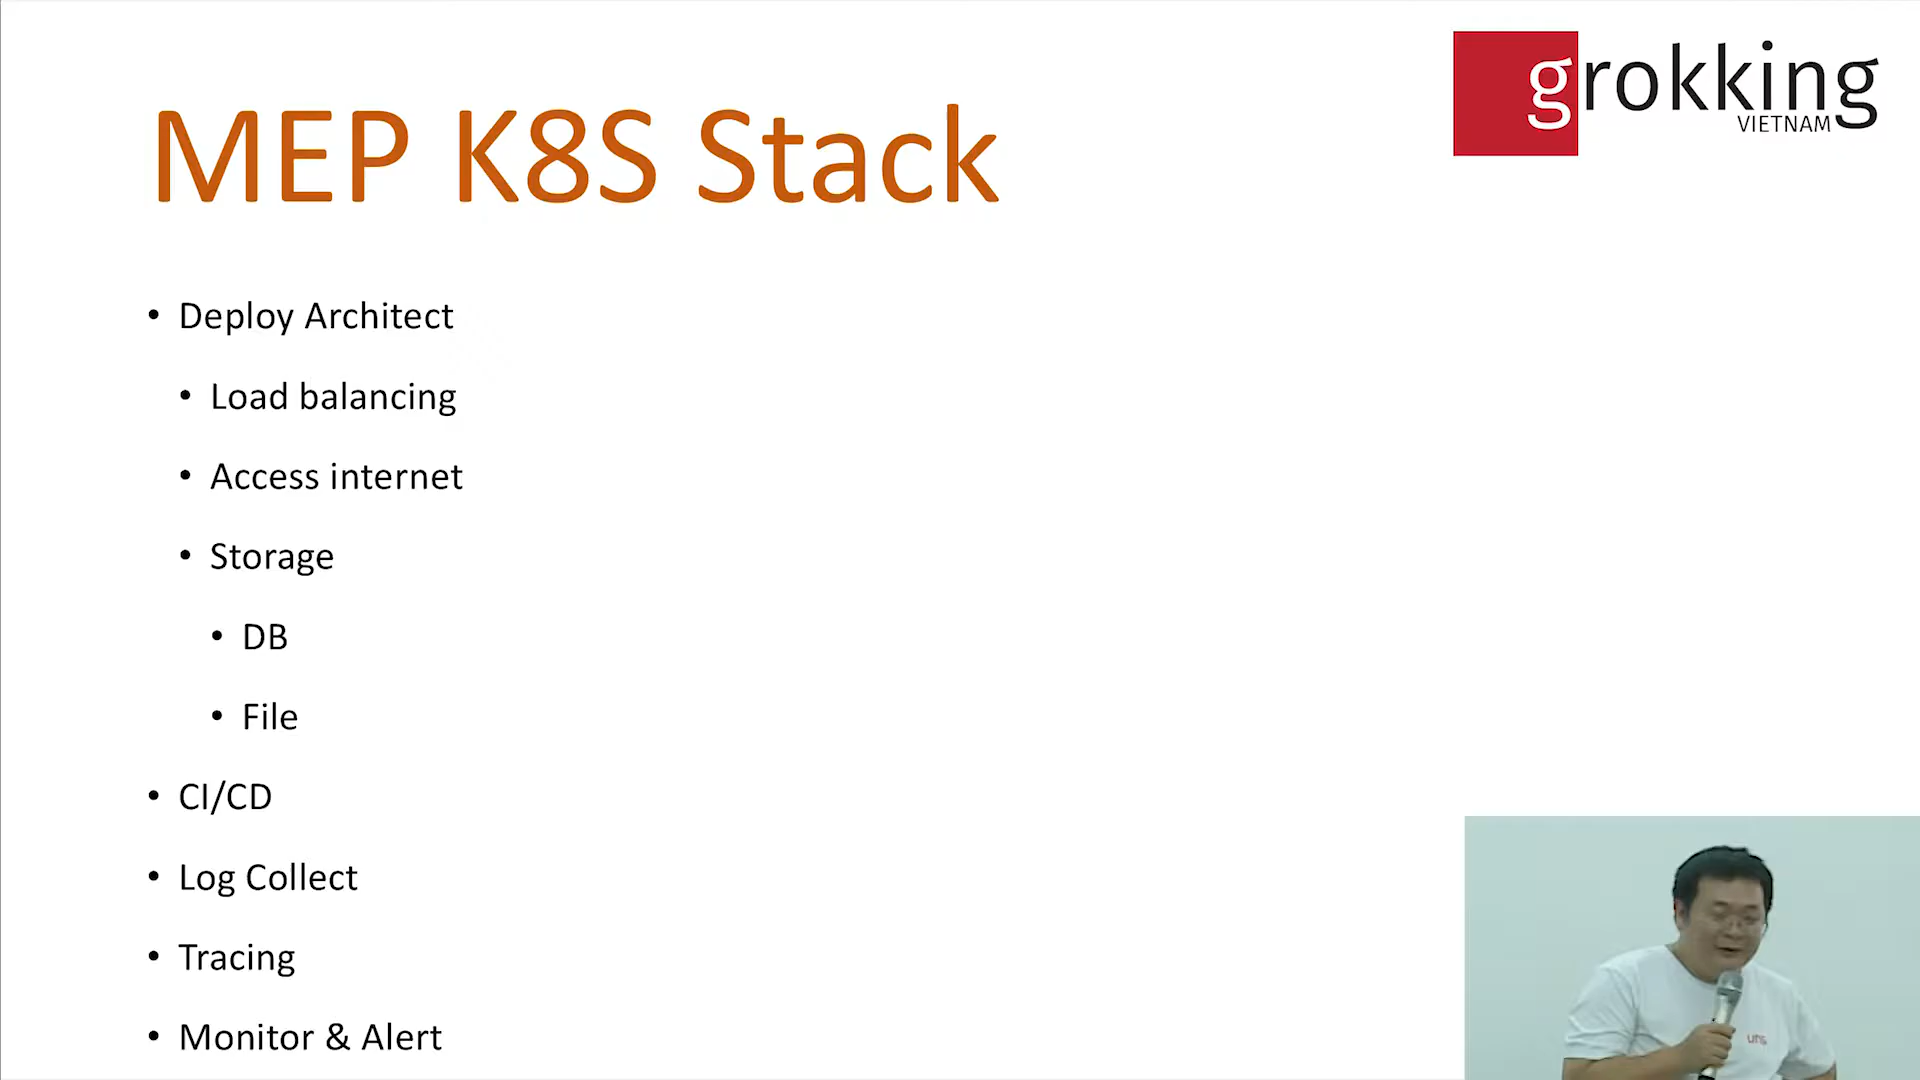 grokking
VIETNAM
MEP K8S Stack
• Deploy Architect
• Load balancing
• Access internet
• Storage
• DB
• File
• CI/CD
• Log Collect
• Tracing
• Monitor & Alert